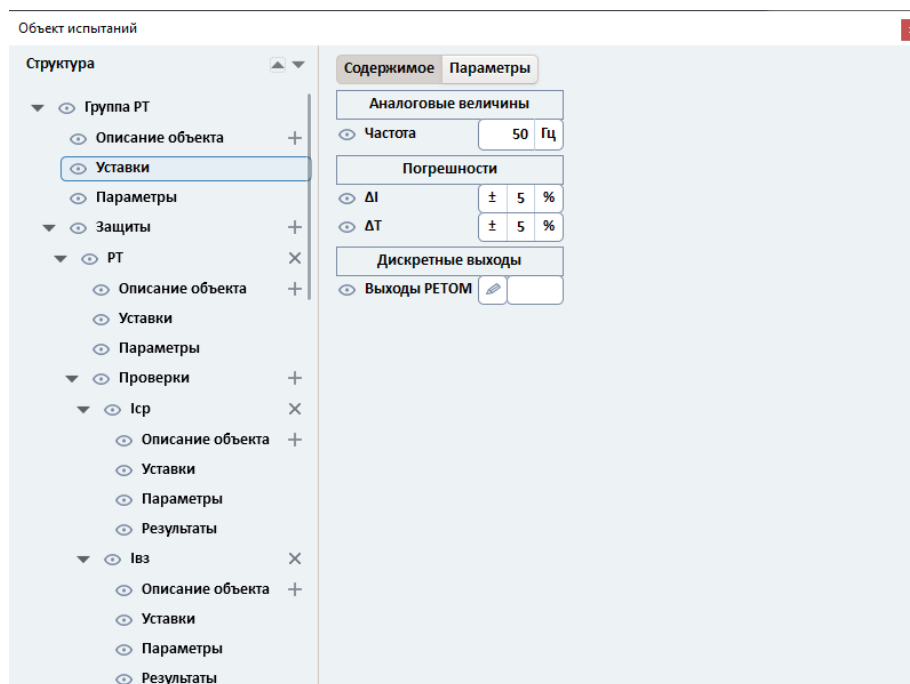 Объект испытаний
Структура
Группа РТ
Описание объекта
Уставки
Параметры
Защиты
РТ
Описание объекта
Уставки
Параметры
Проверки
Iср
Описание объекта
Уставки
Параметры
Результаты
Iвз
Описание объекта
Уставки
Параметры
Результаты
Содержимое Параметры
Аналоговые величины
Частота 50 Гц
Погрешности
ΔI ± 5 %
ΔT ± 5 %
Дискретные выходы
Выходы РЕТОМ